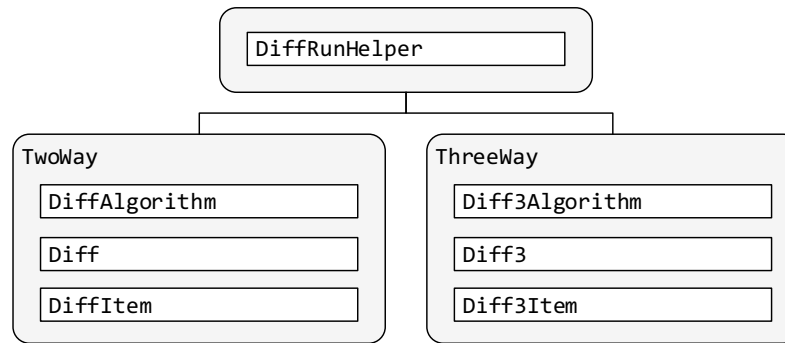 DiffRunHelper
TwoWay
DiffAlgorithm
Diff
DiffItem
ThreeWay
Diff3Algorithm
Diff3
Diff3Item